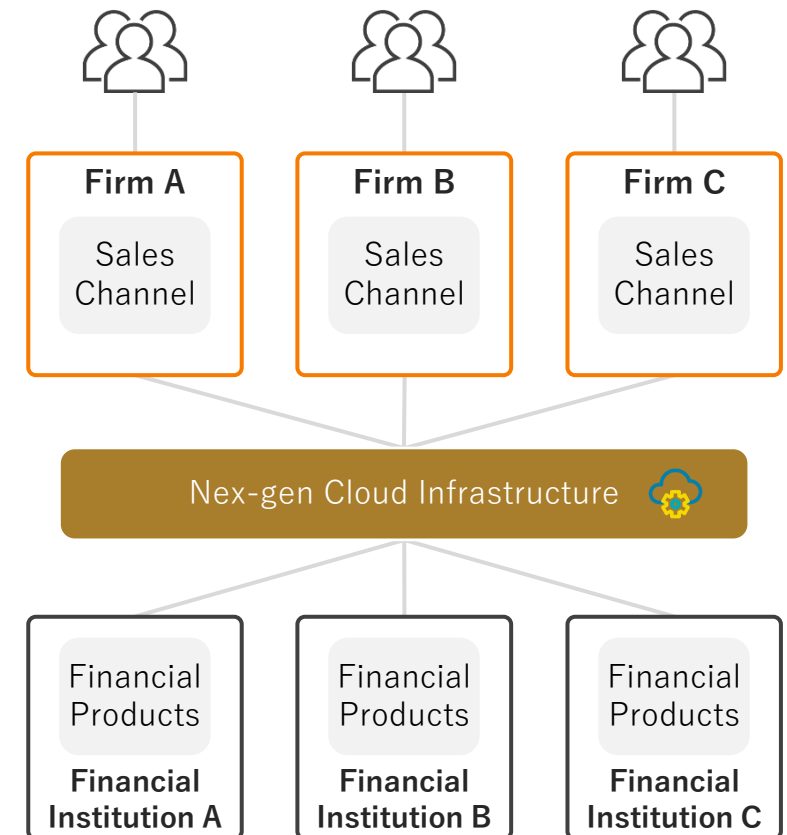 Firm A
Firm B
Firm C
Sales
Channel
Sales
Channel
Sales
Channel
Nex-gen Cloud Infrastructure
Financial
Products
Financial
Products
Financial
Products
Financial
Institution A
Financial
Institution B
Financial
Institution C